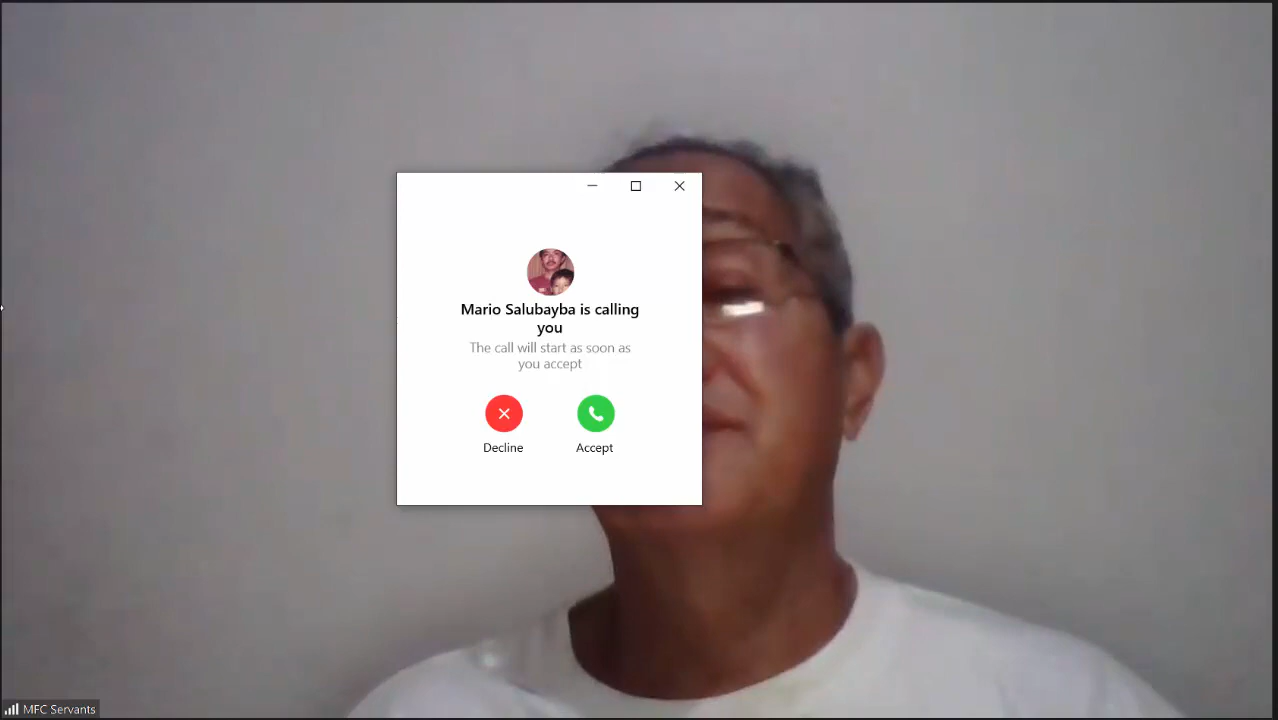 Mario Salubayba is calling
you
The call will start as soon as
you accept
Decline
Accept
MFC Servants